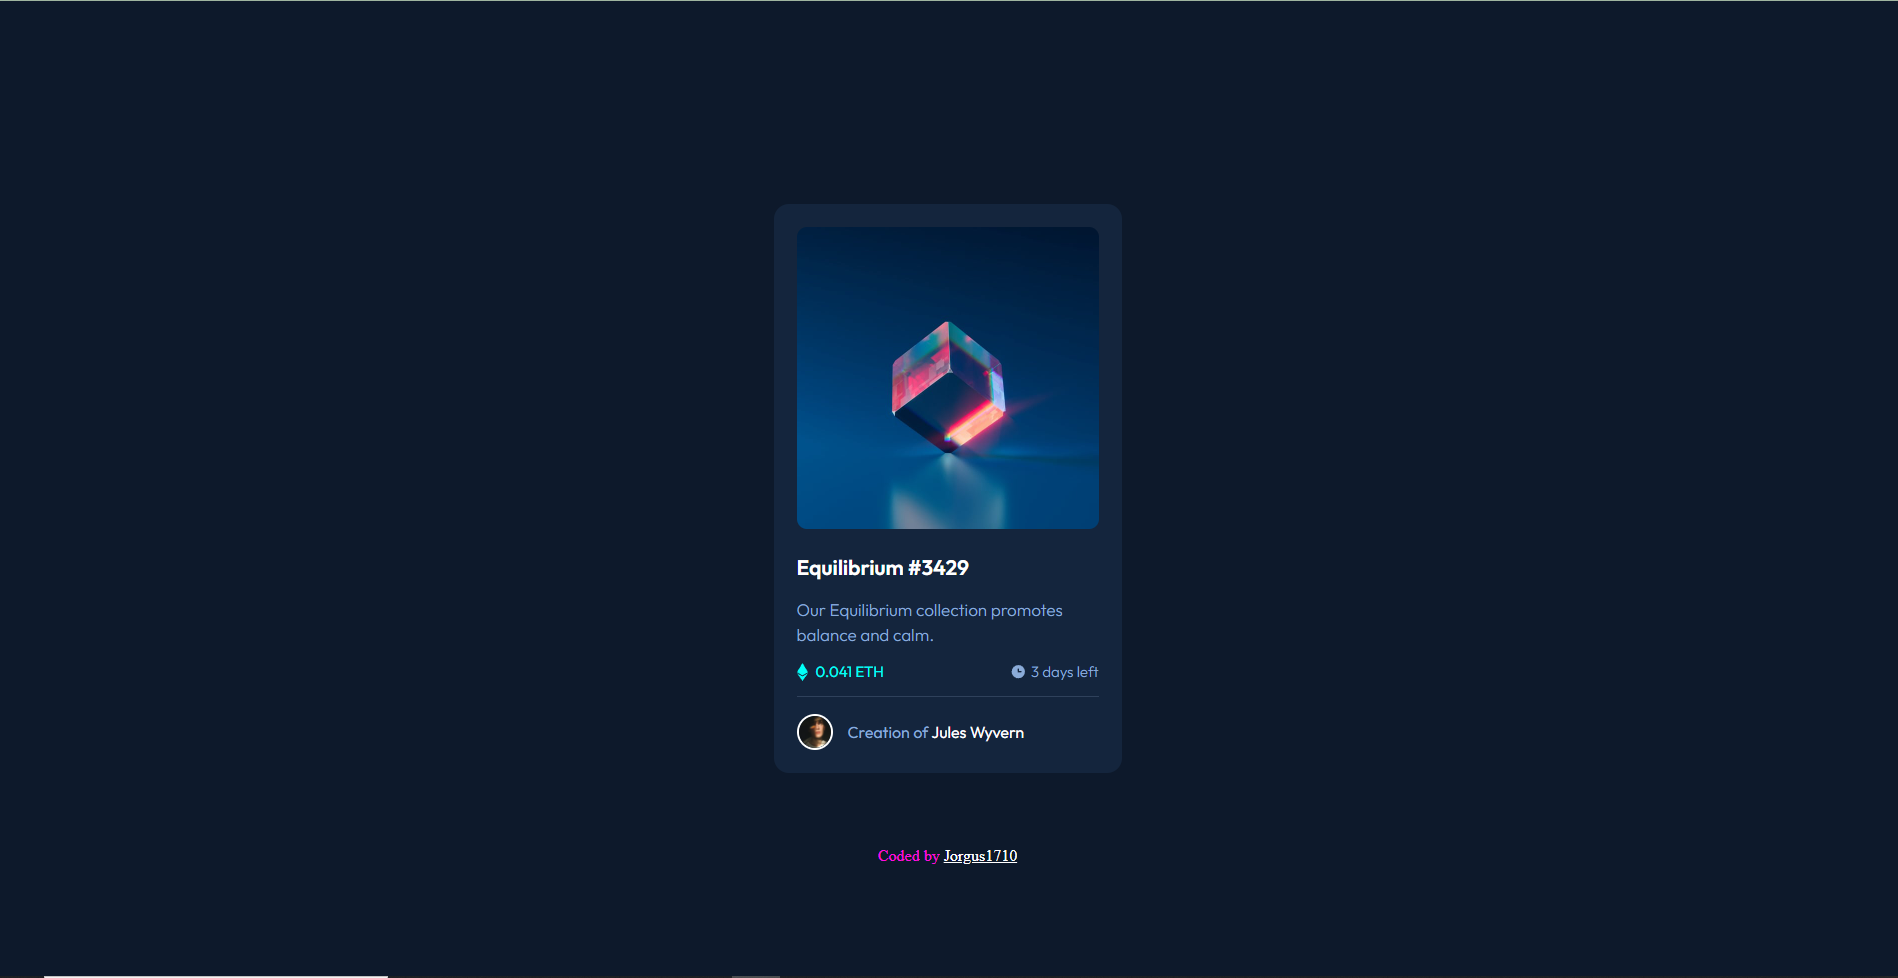 Equilibrium #3429
Our Equilibrium collection promotes
balance and calm.
0.041 ETH
3 days left
Creation of Jules Wyvern
Coded by Jorgus1710